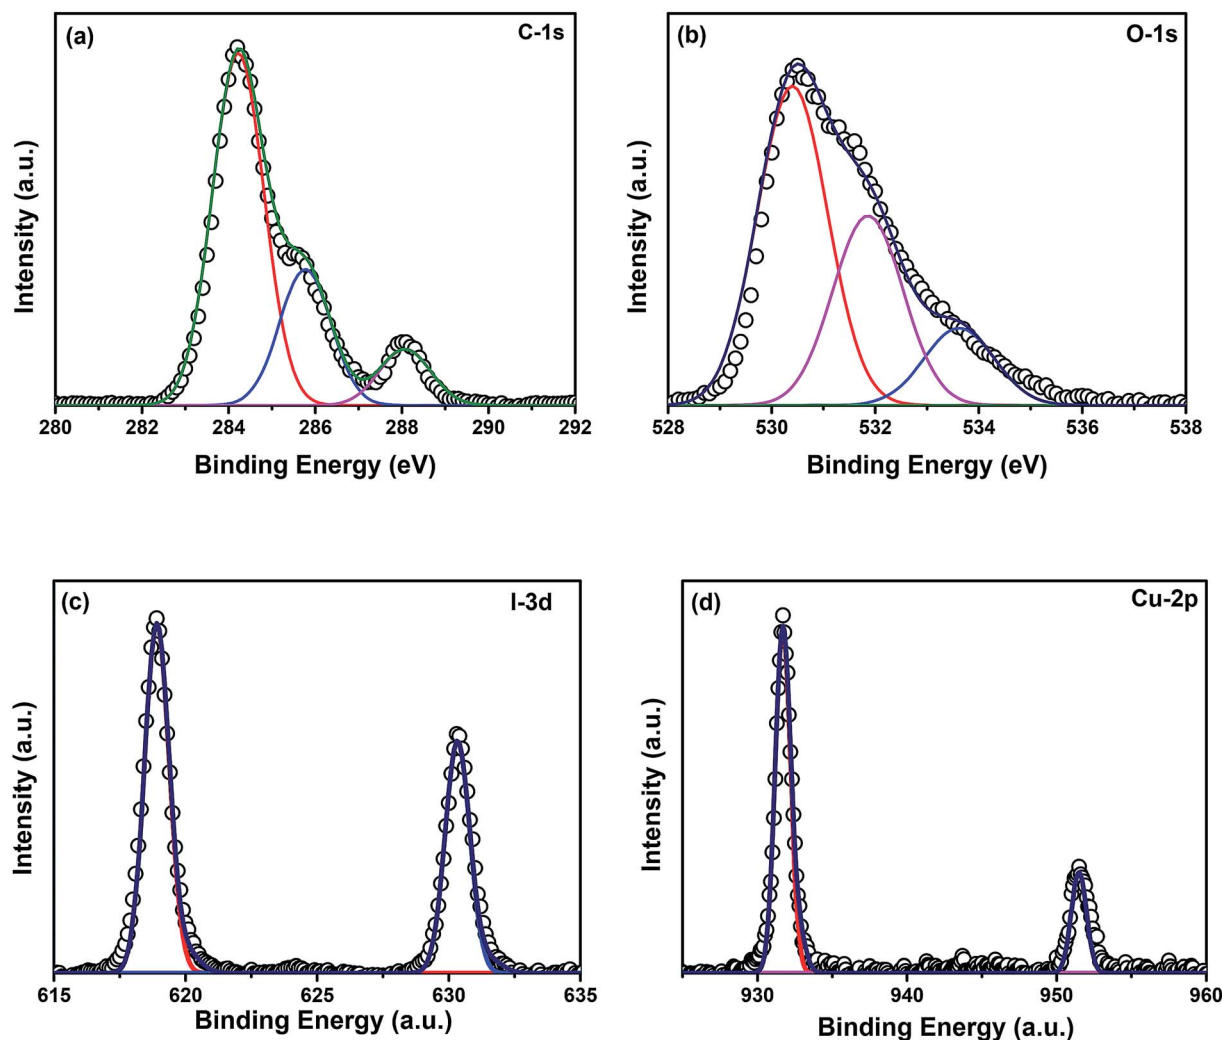 (a)
C-1s
Intensity (a.u.)
280 282 284 286 288 290 292
Binding Energy (eV)
(b)
O-1s
Intensity (a.u.)
528 530 532 534 536 538
Binding Energy (eV)
(c)
I-3d
Intensity (a.u.)
615 620 625 630 635
Binding Energy (a.u.)
(d)
Cu-2p
Intensity (a.u.)
930 940 950 960
Binding Energy (a.u.)